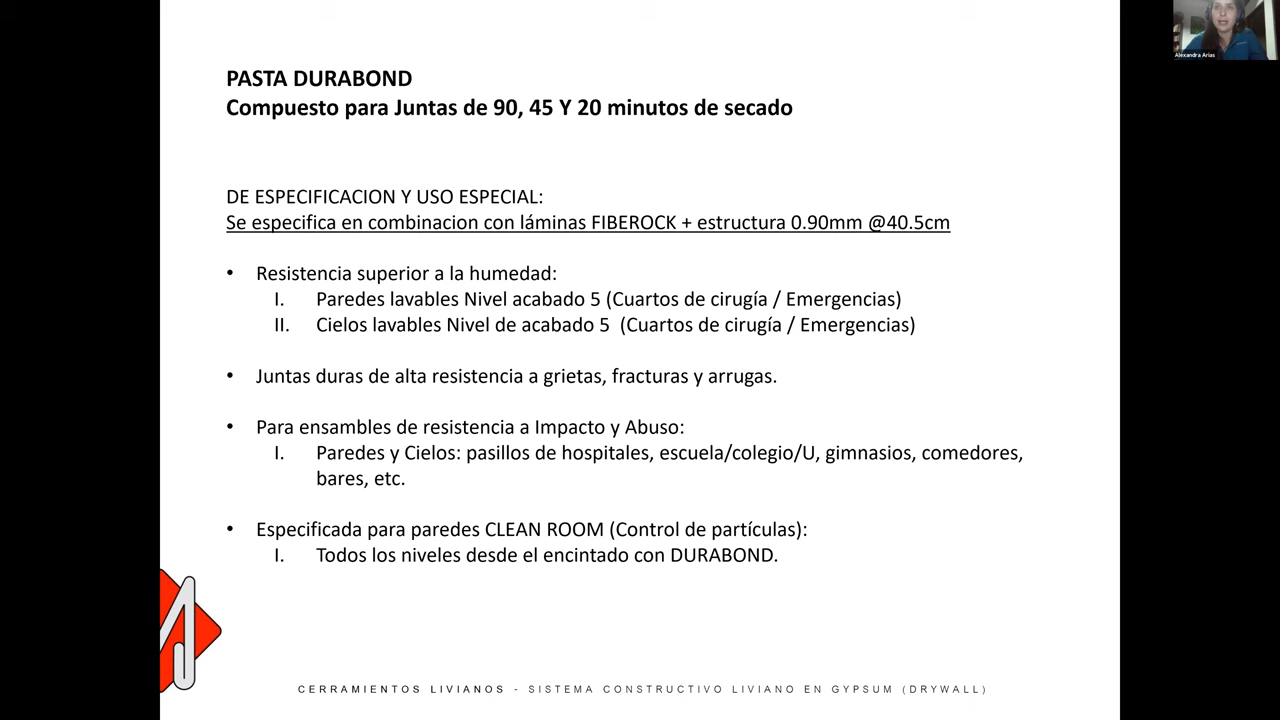 Alexandra Arias
PASTA DURABOND
Compuesto para Juntas de 90, 45 Y 20 minutos de secado
DE ESPECIFICACION Y USO ESPECIAL:
Se especifica en combinacion con láminas FIBEROCK + estructura 0.90mm @40.5cm
• Resistencia superior a la humedad:
I. Paredes lavables Nivel acabado 5 (Cuartos de cirugía / Emergencias)
II. Cielos lavables Nivel de acabado 5 (Cuartos de cirugía / Emergencias)
• Juntas duras de alta resistencia a grietas, fracturas y arrugas.
• Para ensambles de resistencia a Impacto y Abuso:
I. Paredes y Cielos: pasillos de hospitales, escuela/colegio/U, gimnasios, comedores,
bares, etc.
• Especificada para paredes CLEAN ROOM (Control de partículas):
I. Todos los niveles desde el encintado con DURABOND.
CERRAMIENTOS LIVIANOS - SISTEMA CONSTRUCTIVO LIVIANO EN GYPSUM (DRYWALL)